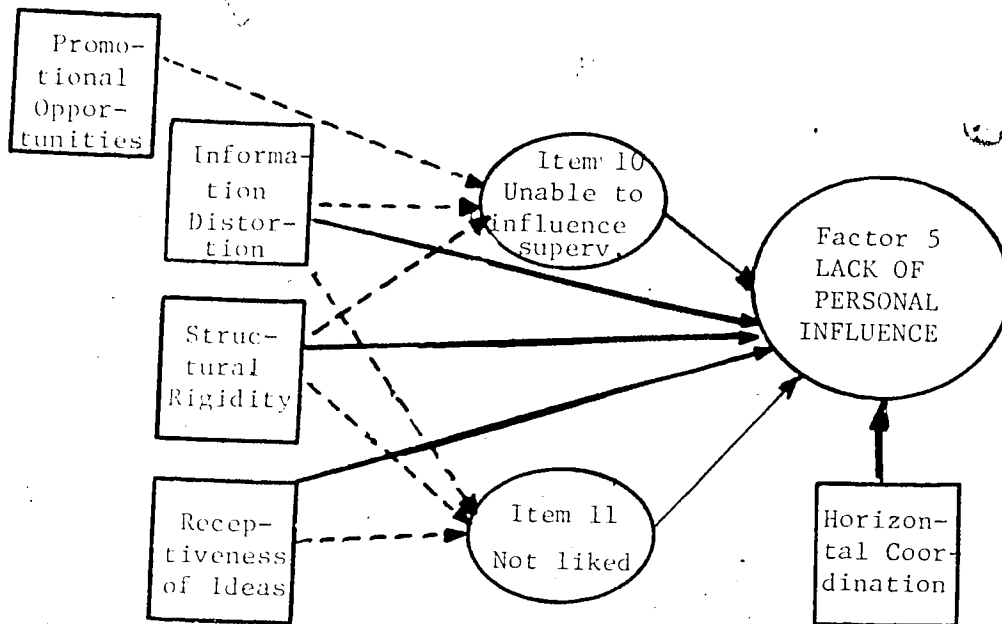 Promo-
tional
Oppor-
tunities
Informa-
tion
Distor-
tion
Struc-
tural
Rigidity
Recep-
tiveness
of Ideas
Item 10
Unable to
influence
superv.
Item 11
Not liked
Factor 5
LACK OF
PERSONAL
INFLUENCE
Horizon-
tal Coor-
dination